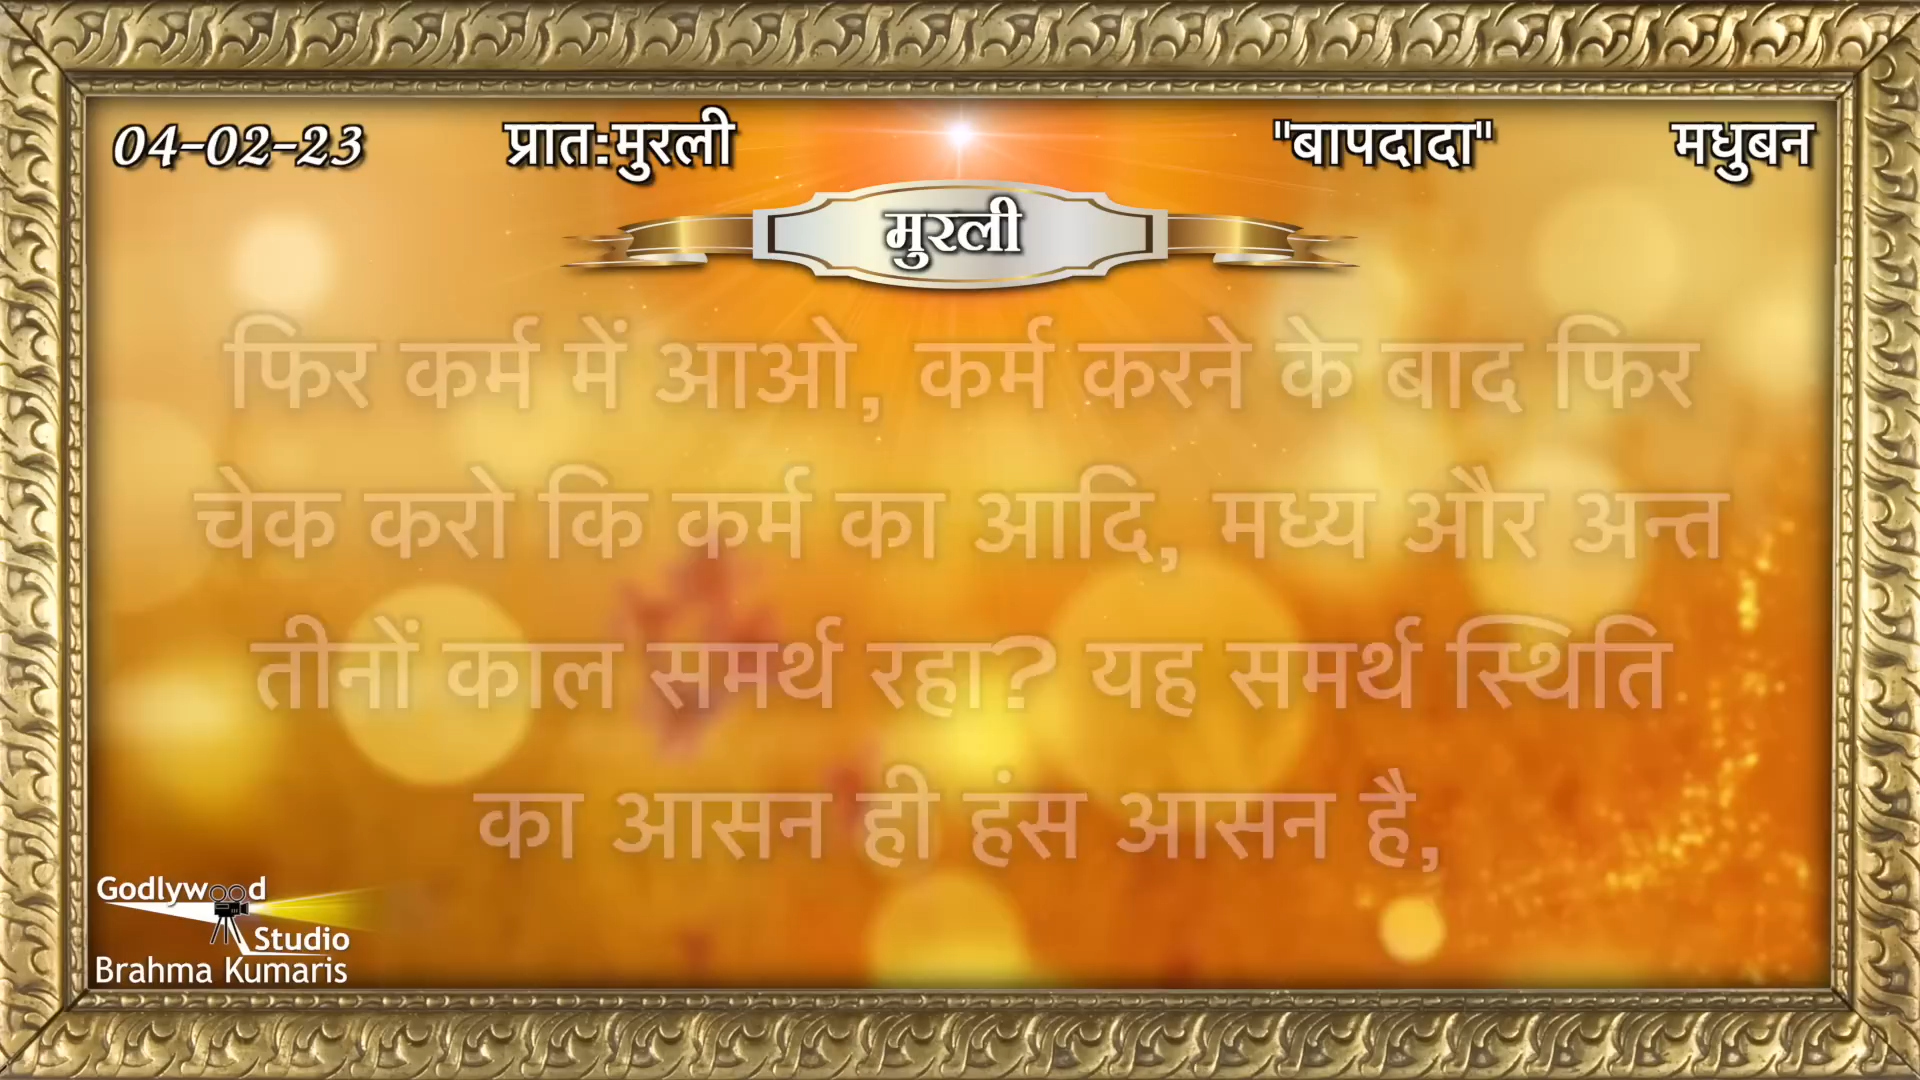 04-02-23 प्रात:मुरली "बापदादा" मधुबन
मुरली
फिर कर्म में आओ, कर्म करने के बाद फिर
चेक करो कि कर्म का आदि, मध्य और अन्त
तीनों काल समर्थ रहा? यह समर्थ स्थिति
का आसन ही हंस आसन है,
Godlywood
Studio
Brahma Kumaris